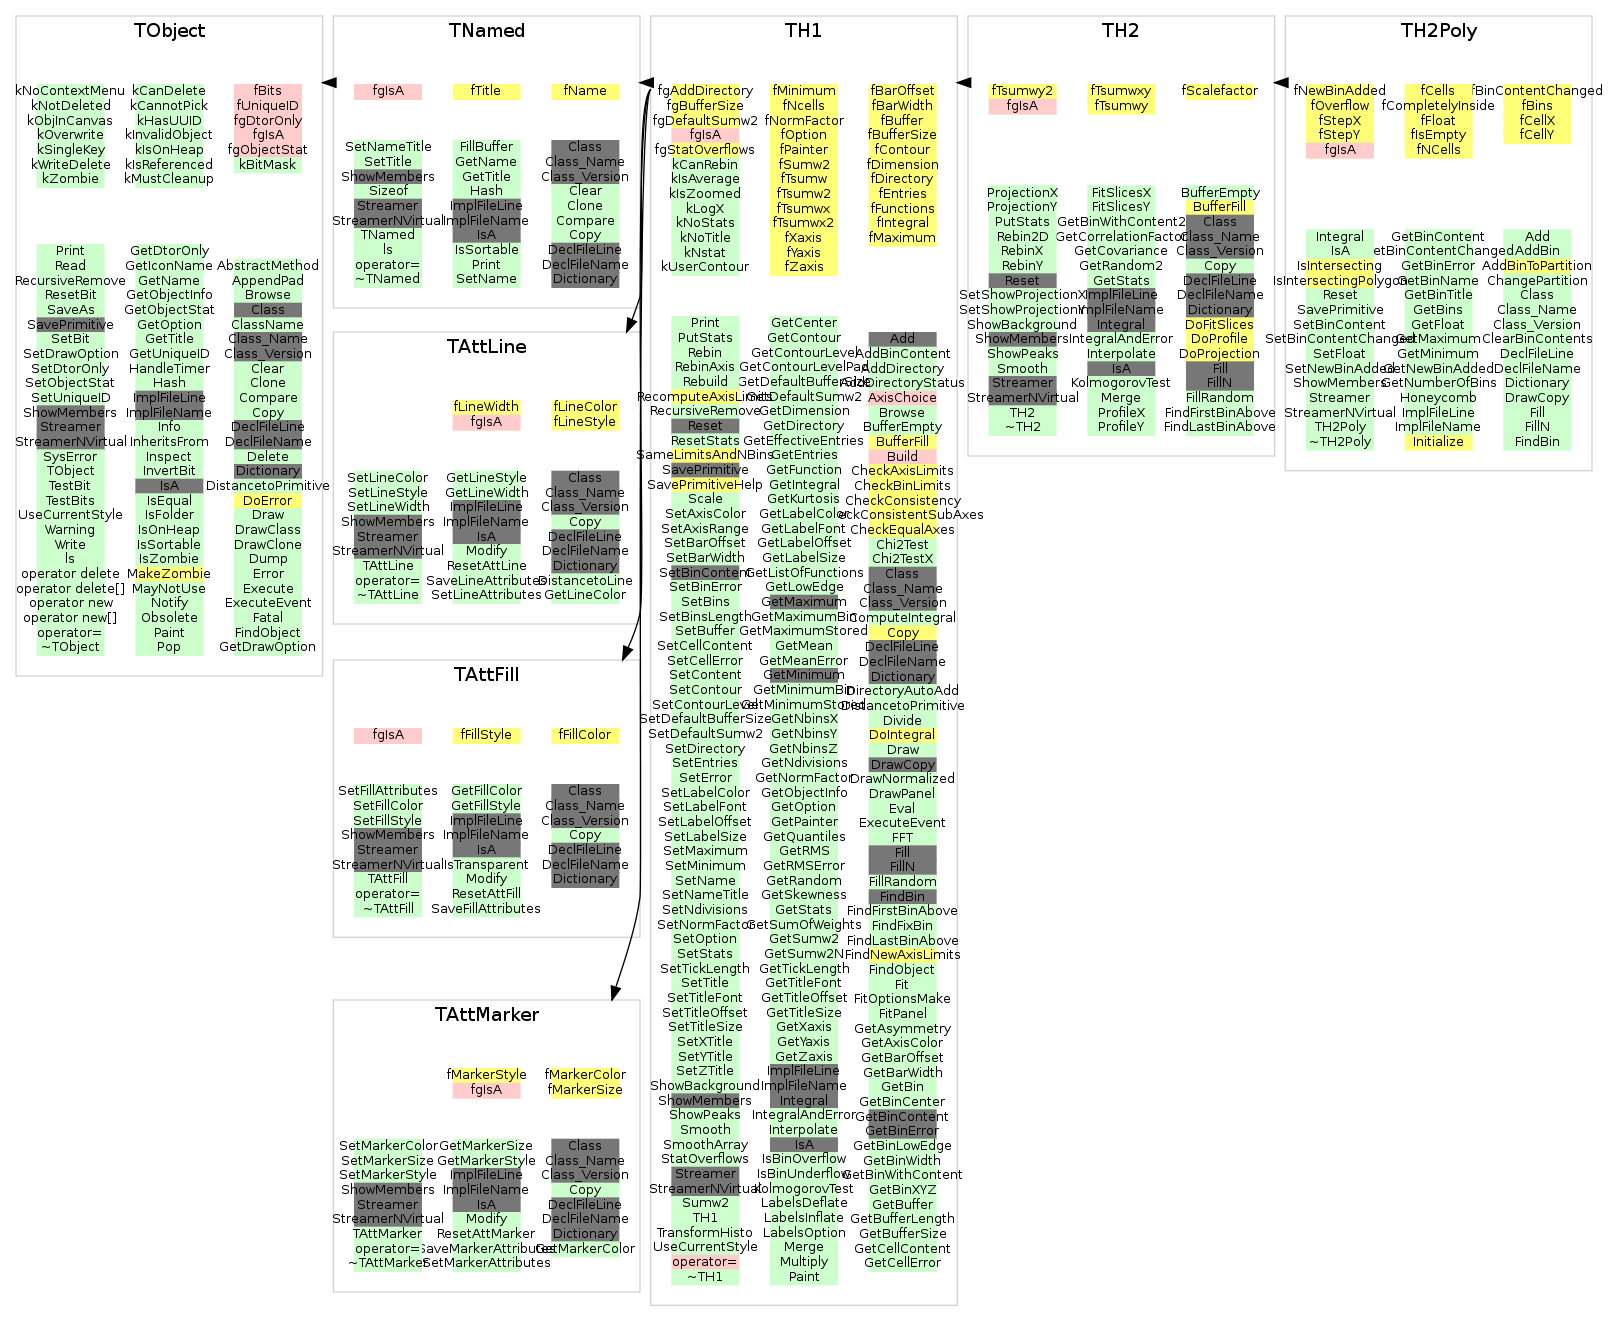 TObject
kNoContextMenu
kNotDeleted
kObjInCanvas
kOverwrite
kSingleKey
kWriteDelete
kZombie
kCanDelete
kCannotPick
kHasUUID
kInvalidObject
kIsOnHeap
kIsReferenced
kMustCleanup
fBits
fUniqueID
fgDtorOnly
fgIsA
fgObjectStat
kBitMask
Print
Read
RecursiveRemove
ResetBit
SaveAs
SavePrimitive
SetBit
SetDrawOption
SetDtorOnly
SetObjectStat
SetUniqueID
ShowMembers
Streamer
StreamerNVirtual
SysError
TObject
TestBit
TestBits
UseCurrentStyle
Warning
Write
ls
operator delete
operator delete[]
operator new
operator new[]
operator=
~TObject
GetDtorOnly
GetIconName
GetName
GetObjectInfo
GetObjectStat
GetOption
GetTitle
GetUniqueID
HandleTimer
Hash
ImplFileLine
ImplFileName
Info
InheritsFrom
Inspect
InvertBit
IsA
IsEqual
IsFolder
IsOnHeap
IsSortable
IsZombie
MakeZombie
MayNotUse
Notify
Obsolete
Paint
Pop
AbstractMethod
AppendPad
Browse
Class
ClassName
Class_Name
Class_Version
Clear
Clone
Compare
Copy
DeclFileLine
DeclFileName
Delete
Dictionary
DistancetoPrimitive
DoError
Draw
DrawClass
DrawClone
Dump
Error
Execute
ExecuteEvent
Fatal
FindObject
GetDrawOption
TNamed
fgIsA
fTitle
fName
SetNameTitle
SetTitle
ShowMembers
Sizeof
Streamer
StreamerNVirtual
TNamed
ls
operator=
~TNamed
FillBuffer
GetName
GetTitle
Hash
ImplFileLine
ImplFileName
IsA
IsSortable
Print
SetName
Class
Class_Name
Class_Version
Clear
Clone
Compare
Copy
DeclFileLine
DeclFileName
Dictionary
TAttLine
fLineWidth
fgIsA
fLineColor
fLineStyle
SetLineColor
SetLineStyle
SetLineWidth
ShowMembers
Streamer
StreamerNVirtual
TAttLine
operator=
~TAttLine
GetLineStyle
GetLineWidth
ImplFileLine
ImplFileName
IsA
Modify
ResetAttLine
SaveLineAttributes
SetLineAttributes
Class
Class_Name
Class_Version
Copy
DeclFileLine
DeclFileName
Dictionary
DistancetoLine
GetLineColor
TAttFill
fgIsA
fFillStyle
fFillColor
SetFillAttributes
SetFillColor
SetFillStyle
ShowMembers
Streamer
StreamerNVirtual
TAttFill
operator=
~TAttFill
GetFillColor
GetFillStyle
ImplFileLine
ImplFileName
IsA
IsTransparent
Modify
ResetAttFill
SaveFillAttributes
Class
Class_Name
Class_Version
Copy
DeclFileLine
DeclFileName
Dictionary
TAttMarker
fMarkerStyle
fgIsA
fMarkerColor
fMarkerSize
SetMarkerColor
SetMarkerSize
SetMarkerStyle
ShowMembers
Streamer
StreamerNVirtual
TAttMarker
operator=
~TAttMarker
GetMarkerSize
GetMarkerStyle
ImplFileLine
ImplFileName
IsA
Modify
ResetAttMarker
SaveMarkerAttributes
SetMarkerAttributes
Class
Class_Name
Class_Version
Copy
DeclFileLine
DeclFileName
Dictionary
GetMarkerColor
TH1
fgAddDirectory
fgBufferSize
fgDefaultSumw2
fgIsA
fgStatOverflows
kCanRebin
kIsAverage
kIsZoomed
kLogX
kNoStats
kNoTitle
kNstat
kUserContour
fMinimum
fNcells
fNormFactor
fOption
fPainter
fSumw2
fTsumw
fTsumw2
fTsumwx
fTsumwx2
fXaxis
fYaxis
fZaxis
fBarOffset
fBarWidth
fBuffer
fBufferSize
fContour
fDimension
fDirectory
fEntries
fFunctions
fIntegral
fMaximum
Print
PutStats
Rebin
RebinAxis
Rebuild
RecomputeAxisLimits
RecursiveRemove
Reset
ResetStats
SameLimitsAndNBins
SavePrimitive
SavePrimitiveHelp
Scale
SetAxisColor
SetAxisRange
SetBarOffset
SetBarWidth
SetBinContent
SetBinError
SetBins
SetBinsLength
SetBuffer
SetCellContent
SetCellError
SetContent
SetContour
SetContourLevel
SetDefaultBufferSize
SetDefaultSumw2
SetDirectory
SetEntries
SetError
SetLabelColor
SetLabelFont
SetLabelOffset
SetLabelSize
SetMaximum
SetMinimum
SetName
SetNameTitle
SetNdivisions
SetNormFactor
SetOption
SetStats
SetTickLength
SetTitle
SetTitleFont
SetTitleOffset
SetTitleSize
SetXTitle
SetYTitle
SetZTitle
ShowBackground
ShowMembers
ShowPeaks
Smooth
SmoothArray
StatOverflows
Streamer
StreamerNVirtual
Sumw2
TH1
TransformHisto
UseCurrentStyle
operator=
~TH1
GetCenter
GetContour
GetContourLevel
GetContourLevelPad
GetDefaultBufferSize
GetDefaultSumw2
GetDimension
GetDirectory
GetEffectiveEntries
GetEntries
GetFunction
GetIntegral
GetKurtosis
GetLabelColor
GetLabelFont
GetLabelOffset
GetLabelSize
GetListOfFunctions
GetLowEdge
GetMaximum
GetMaximumBin
GetMaximumStored
GetMean
GetMeanError
GetMinimum
GetMinimumBin
GetMinimumStored
GetNbinsX
GetNbinsY
GetNbinsZ
GetNdivisions
GetNormFactor
GetObjectInfo
GetOption
GetPainter
GetQuantiles
GetRMS
GetRMSError
GetRandom
GetSkewness
GetStats
GetSumOfWeights
GetSumw2
GetSumw2N
GetTickLength
GetTitleFont
GetTitleOffset
GetTitleSize
GetXaxis
GetYaxis
GetZaxis
ImplFileLine
ImplFileName
Integral
IntegralAndError
Interpolate
IsA
IsBinOverflow
IsBinUnderflow
KolmogorovTest
LabelsDeflate
LabelsInflate
LabelsOption
Merge
Multiply
Paint
Add
AddBinContent
AddDirectory
AddDirectoryStatus
AxisChoice
Browse
BufferEmpty
BufferFill
Build
CheckAxisLimits
CheckBinLimits
CheckConsistency
eckConsistentSubAxes
CheckEqualAxes
Chi2Test
Chi2TestX
Class
Class_Name
Class_Version
ComputeIntegral
Copy
DeclFileLine
DeclFileName
Dictionary
DirectoryAutoAdd
DistancetoPrimitive
Divide
DoIntegral
Draw
DrawCopy
DrawNormalized
DrawPanel
Eval
ExecuteEvent
FFT
Fill
FillN
FillRandom
FindBin
FindFirstBinAbove
FindFixBin
FindLastBinAbove
FindNewAxisLimits
FindObject
Fit
FitOptionsMake
FitPanel
GetAsymmetry
GetAxisColor
GetBarOffset
GetBarWidth
GetBin
GetBinCenter
GetBinContent
GetBinError
GetBinLowEdge
GetBinWidth
GetBinWithContent
GetBinXYZ
GetBuffer
GetBufferLength
GetBufferSize
GetCellContent
GetCellError
TH2
fTsumwy2
fgIsA
fTsumwxy
fTsumwy
fScalefactor
ProjectionX
ProjectionY
PutStats
Rebin2D
RebinX
RebinY
Reset
SetShowProjectionX
SetShowProjectionY
ShowBackground
ShowMembers
ShowPeaks
Smooth
Streamer
StreamerNVirtual
TH2
~TH2
FitSlicesX
FitSlicesY
GetBinWithContent2
GetCorrelationFactor
GetCovariance
GetRandom2
GetStats
ImplFileLine
ImplFileName
Integral
IntegralAndError
Interpolate
IsA
KolmogorovTest
Merge
ProfileX
ProfileY
BufferEmpty
BufferFill
Class
Class_Name
Class_Version
Copy
DeclFileLine
DeclFileName
Dictionary
DoFitSlices
DoProfile
DoProjection
Fill
FillN
FillRandom
FindFirstBinAbove
FindLastBinAbove
TH2Poly
fNewBinAdded
fOverflow
fStepX
fStepY
fgIsA
fCells
fCompletelyInside
fFloat
fIsEmpty
fNCells
fBinContentChanged
fBins
fCellX
fCellY
Integral
IsA
IsIntersecting
IsIntersectingPolygon
Reset
SavePrimitive
SetBinContent
SetBinContentChanged
SetFloat
SetNewBinAdded
ShowMembers
Streamer
StreamerNVirtual
TH2Poly
~TH2Poly
GetBinContent
etBinContentChanged
GetBinError
GetBinName
GetBinTitle
GetBins
GetFloat
GetMaximum
GetMinimum
GetNewBinAdded
GetNumberOfBins
Honeycomb
ImplFileLine
ImplFileName
Initialize
Add
AddBin
AddBinToPartition
ChangePartition
Class
Class_Name
Class_Version
ClearBinContents
DeclFileLine
DeclFileName
Dictionary
DrawCopy
Fill
FillN
FindBin